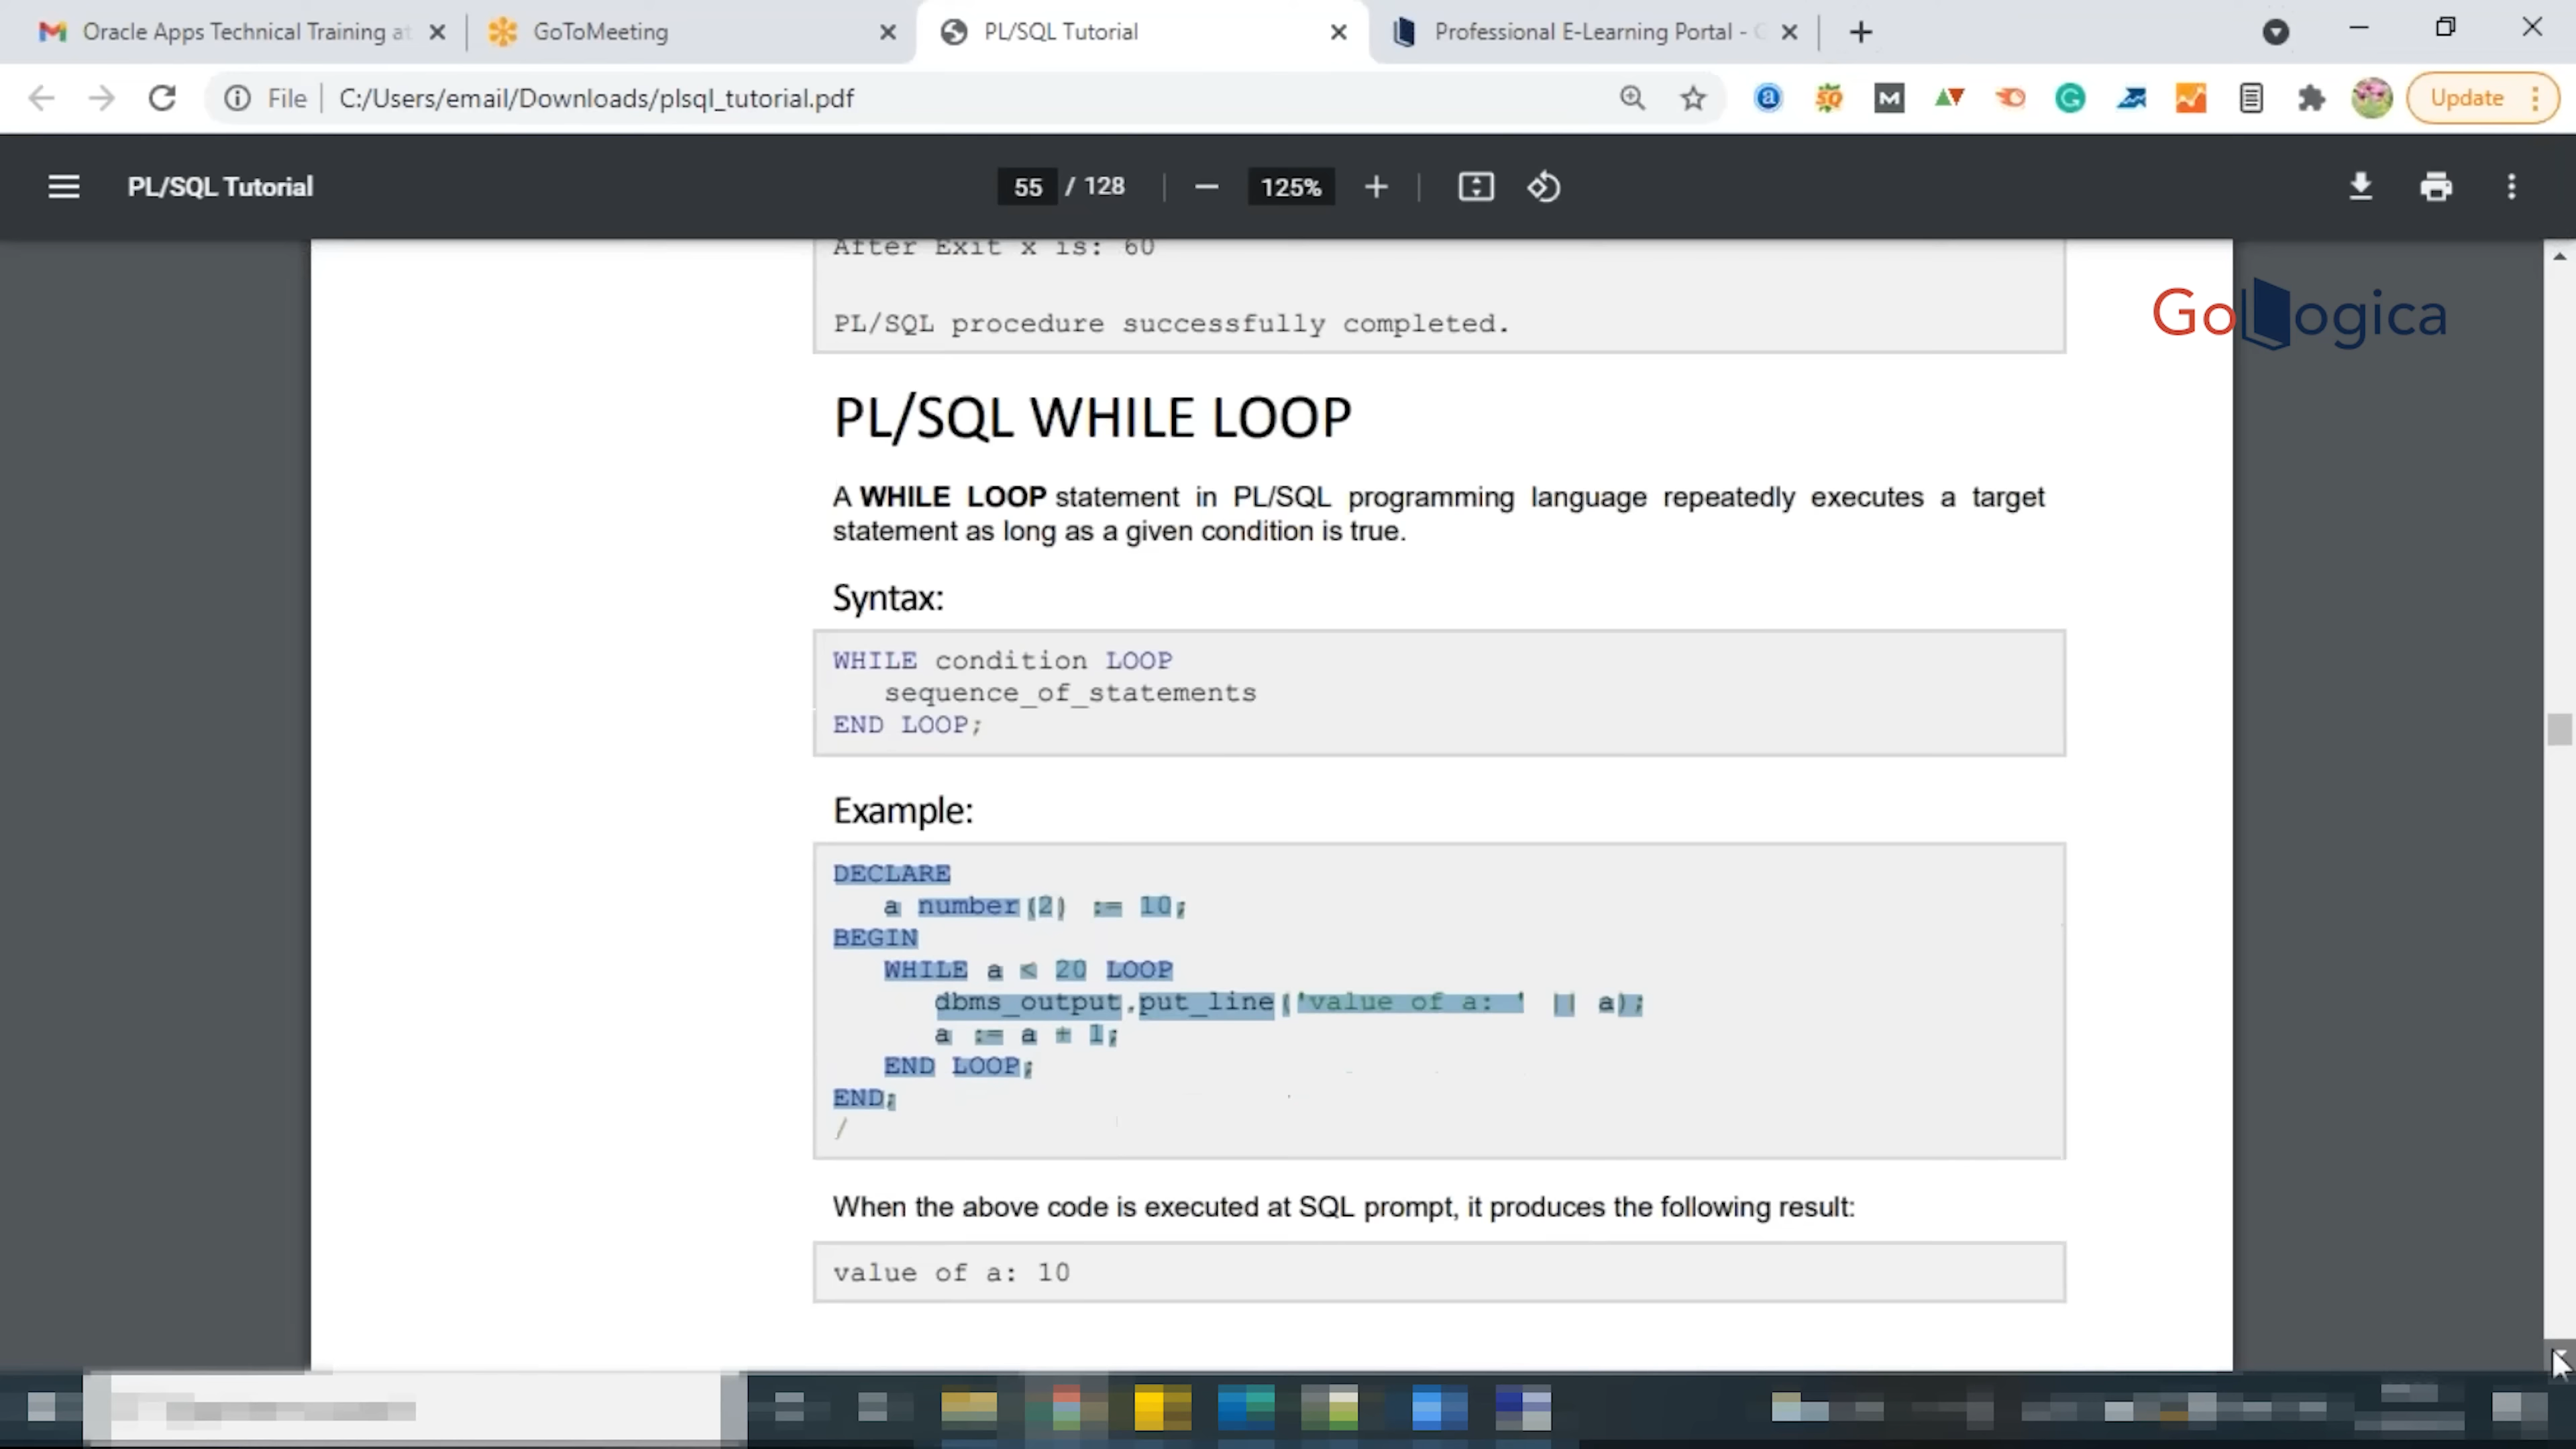 Oracle Apps Technical Training at
GoToMeeting
PL/SQL Tutorial
Professional E-Learning Portal -
File
C:/Users/email/Downloads/plsql_tutorial.pdf
Update
PL/SQL Tutorial
55 / 128
125%
GoLogica
After Exit x is: 60
PL/SQL procedure successfully completed.
PL/SQL WHILE LOOP
A WHILE LOOP statement in PL/SQL programming language repeatedly executes a target
statement as long as a given condition is true.
Syntax:
WHILE condition LOOP
sequence_of_statements
END LOOP;
Example:
DECLARE
a number(2) := 10;
BEGIN
WHILE a < 20 LOOP
dbms_output.put_line('value of a: ' || a);
a := a + 1;
END LOOP;
END;
/
When the above code is executed at SQL prompt, it produces the following result:
value of a: 10